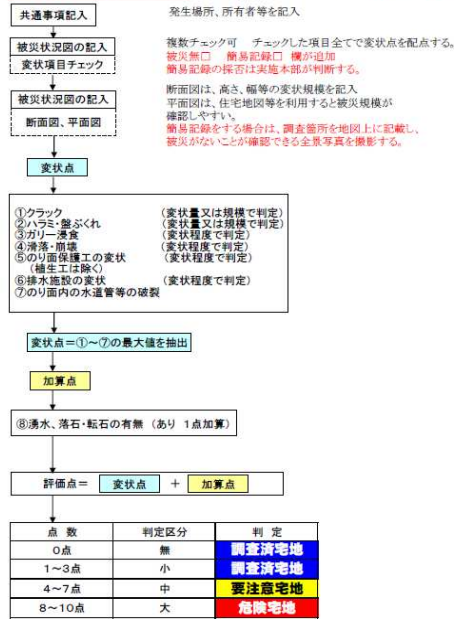 共通事項記入
発生場所、所有者等を記入
被災状況図の記入
変状項目チェック
複数チェック可　チェックした項目全てで変状点を配点する。
被災無□　簡易記録□　欄が追加
簡易記録の採否は実施本部が判断する。
被災状況図の記入
断面図、平面図
断面図は、高さ、幅等の変状規模を記入
平面図は、住宅地図等を利用すると被災規模が
確認しやすい。
簡易記録をする場合は、調査箇所を地図上に記載し、
被災がないことが確認できる全景写真を撮影する。
変状点
①クラック　（変状量又は規模で判定）
②ハラミ・盤ぶくれ　（変状量又は規模で判定）
③ガリー浸食　（変状程度で判定）
④滑落・崩壊　（変状程度で判定）
⑤のり面保護工の変状　（変状程度で判定）
（植生工は除く）
⑥排水施設の変状　（変状程度で判定）
⑦のり面内の水道管等の破裂
変状点＝①～⑦の最大値を抽出
加算点
⑧湧水、落石・転石の有無（あり　1点加算）
評価点＝　変状点　＋　加算点
点　数　判定区分　判　定
0点　無　調査済宅地
1～3点　小　調査済宅地
4～7点　中　要注意宅地
8～10点　大　危険宅地